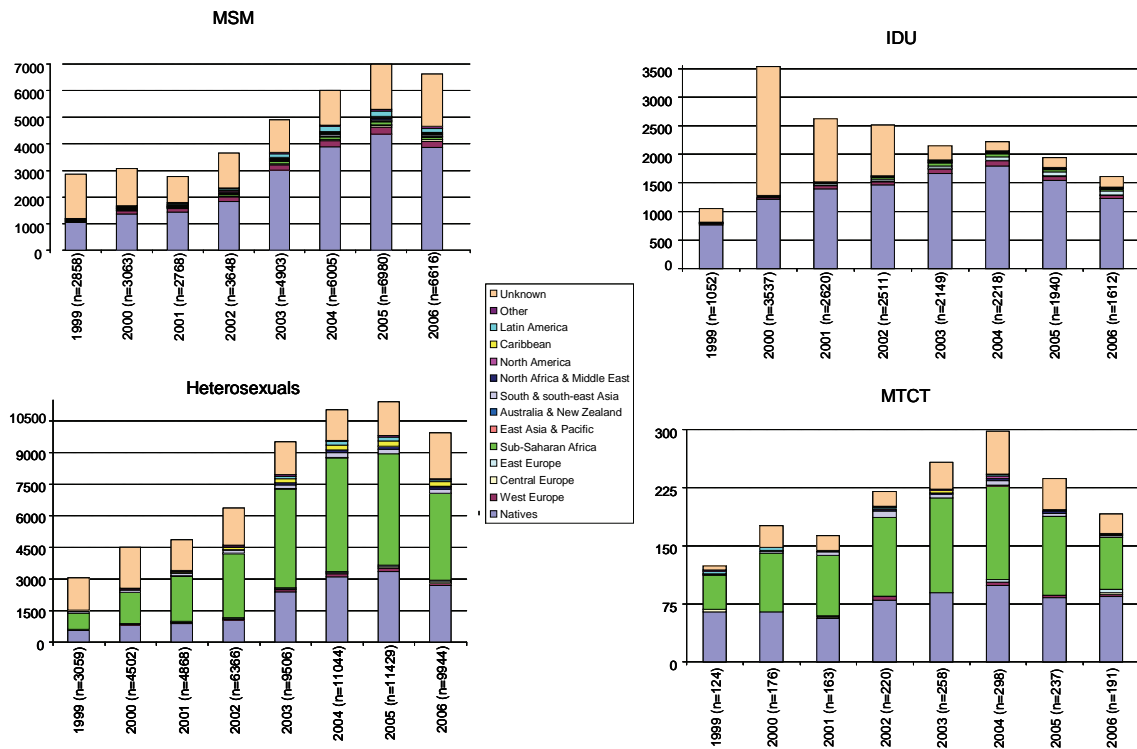 MSM
7000
6000
5000
4000
3000
2000
1000
0
1999 (n=2858)
2000 (n=3063)
2001 (n=2768)
2002 (n=3648)
2003 (n=4903)
2004 (n=6005)
2005 (n=6980)
2006 (n=6616)
IDU
3500
3000
2500
2000
1500
1000
500
0
1999 (n=1052)
2000 (n=3537)
2001 (n=2620)
2002 (n=2511)
2003 (n=2149)
2004 (n=2218)
2005 (n=1940)
2006 (n=1612)
Unknown
Other
Latin America
Caribbean
North America
North Africa & Middle East
South & south-east Asia
Australia & New Zealand
East Asia & Pacific
Sub-Saharan Africa
East Europe
Central Europe
West Europe
Natives
Heterosexuals
10500
9000
7500
6000
4500
3000
1500
0
1999 (n=3059)
2000 (n=4502)
2001 (n=4868)
2002 (n=6366)
2003 (n=9506)
2004 (n=11044)
2005 (n=11429)
2006 (n=9944)
MTCT
300
225
150
75
0
1999 (n=124)
2000 (n=176)
2001 (n=163)
2002 (n=220)
2003 (n=258)
2004 (n=298)
2005 (n=237)
2006 (n=191)